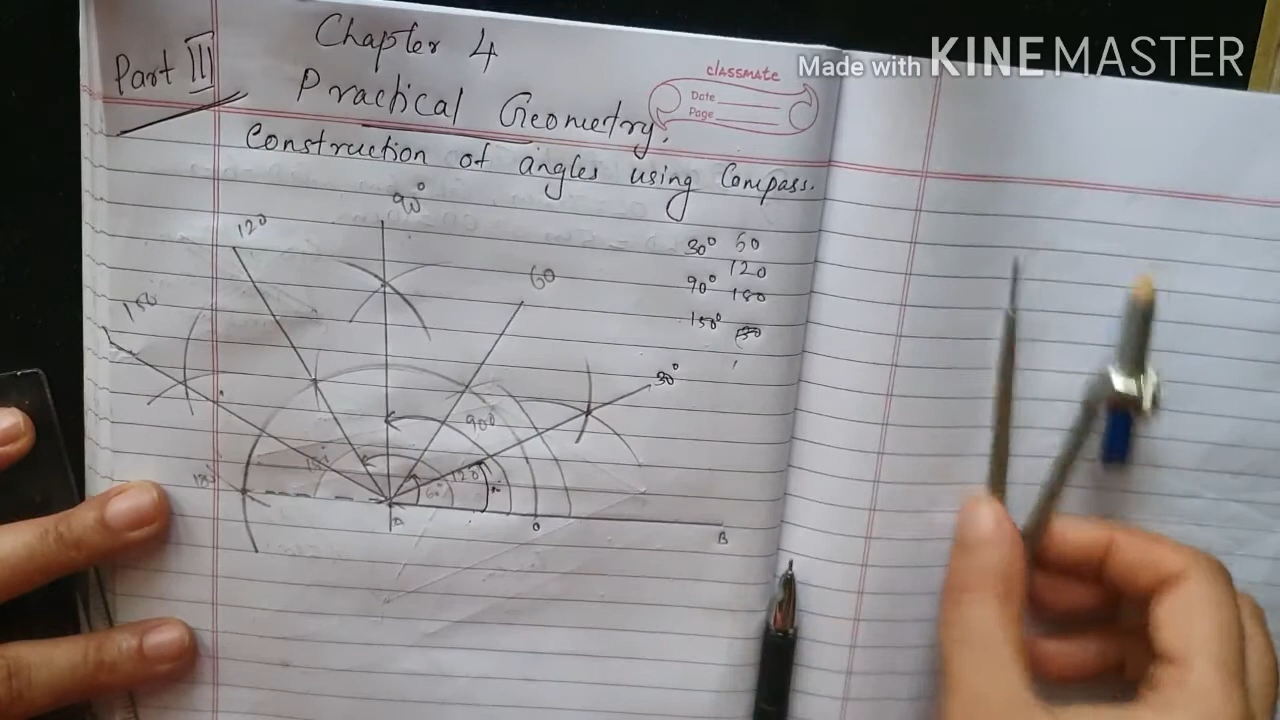 Made with KINEMASTER
Chapter 4
Part III
Practical Geometry.
classmate
Date
Page
Construction of angles using Compass.
90°
120
60
30° 60
120
90° 180
150°
150
30°
90°
120
60
180
A
O
B